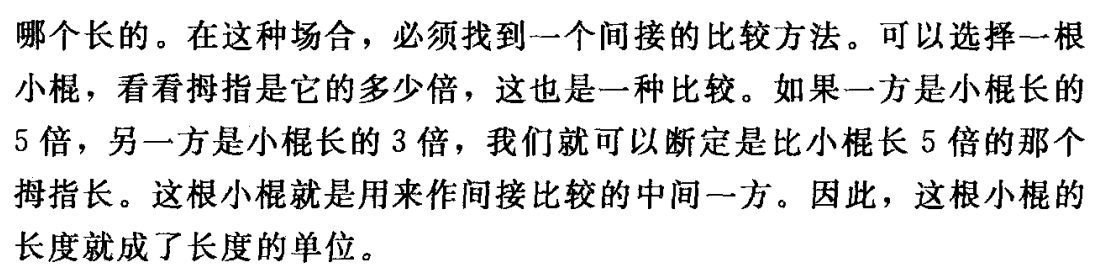 哪个长的。在这种场合，必须找到一个间接的比较方法。可以选择一根
小棍，看看拇指是它的多少倍，这也是一种比较。如果一方是小棍长的
5 倍，另一方是小棍长的 3 倍，我们就可以断定是比小棍长 5 倍的那个
拇指长。这根小棍就是用来作间接比较的中间一方。因此，这根小棍的
长度就成了长度的单位。